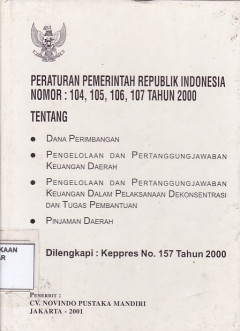 PERATURAN PEMERINTAH REPUBLIK INDONESIA
NOMOR : 104, 105, 106, 107 TAHUN 2000
TENTANG
● DANA PERIMBANGAN
● PENGELOLAAN DAN PERTANGGUNGJAWABAN
KEUANGAN DAERAH
● PENGELOLAAN DAN PERTANGGUNGJAWABAN
KEUANGAN DALAM PELAKSANAAN DEKONSENTRASI
DAN TUGAS PEMBANTUAN
● PINJAMAN DAERAH
Dilengkapi : Keppres No. 157 Tahun 2000
KAAN
AR
PENERBIT :
CV. NOVINDO PUSTAKA MANDIRI
JAKARTA - 2001